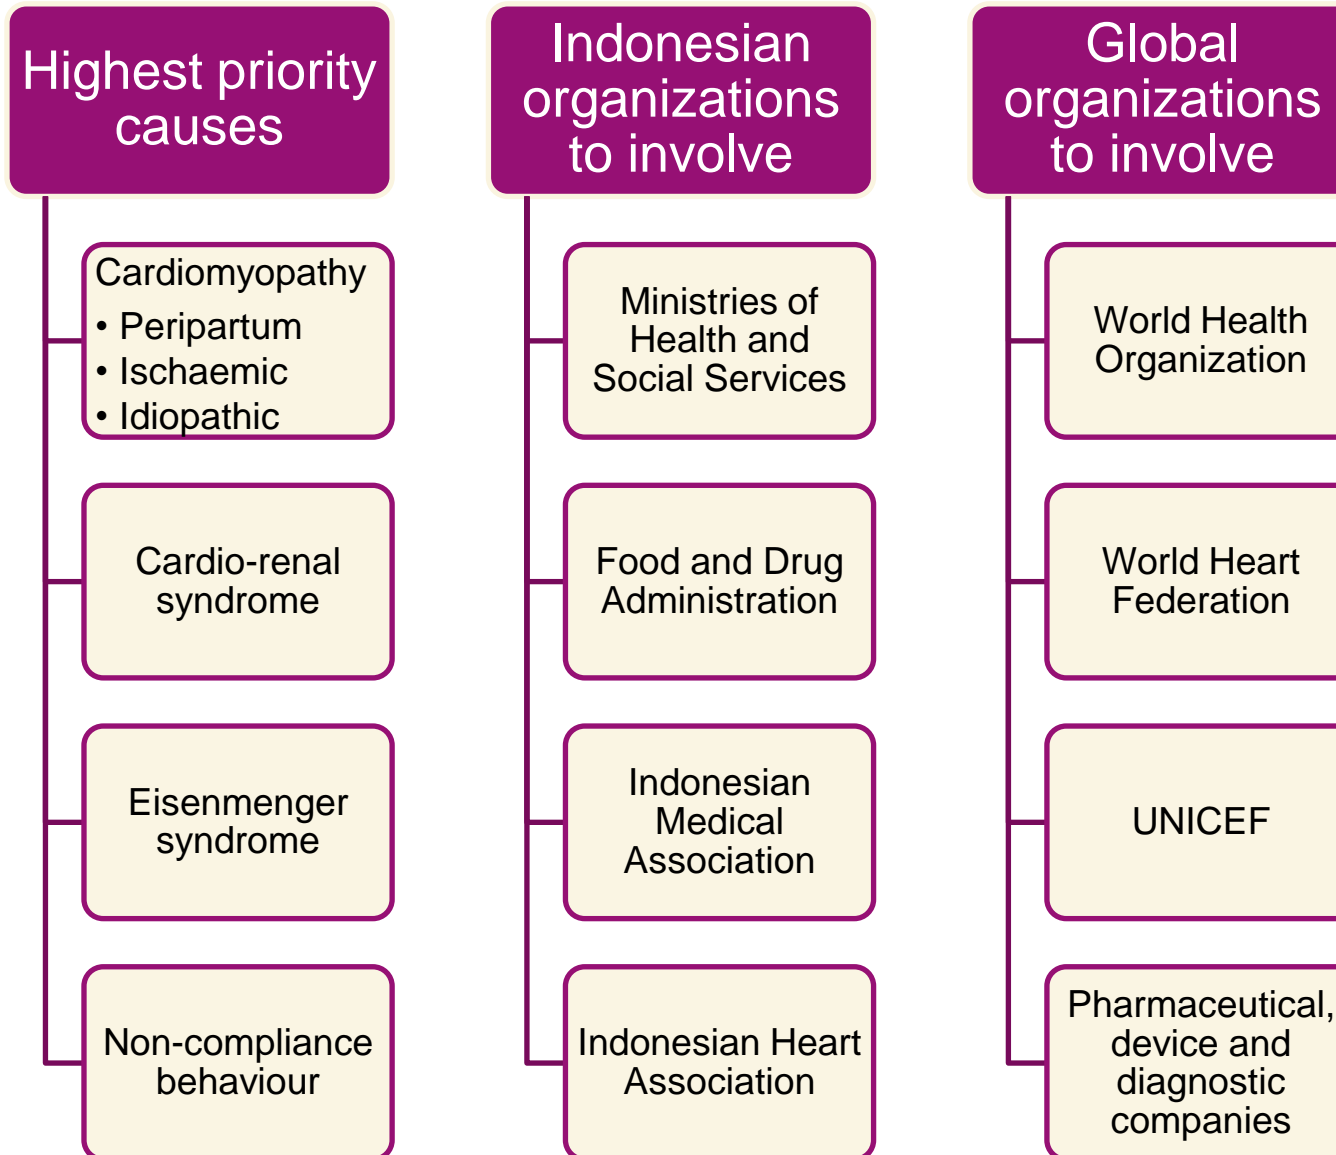 Highest priority
causes
Cardiomyopathy
• Peripartum
• Ischaemic
• Idiopathic
Cardio-renal
syndrome
Eisenmenger
syndrome
Non-compliance
behaviour
Indonesian
organizations
to involve
Ministries of
Health and
Social Services
Food and Drug
Administration
Indonesian
Medical
Association
Indonesian Heart
Association
Global
organizations
to involve
World Health
Organization
World Heart
Federation
UNICEF
Pharmaceutical,
device and
diagnostic
companies